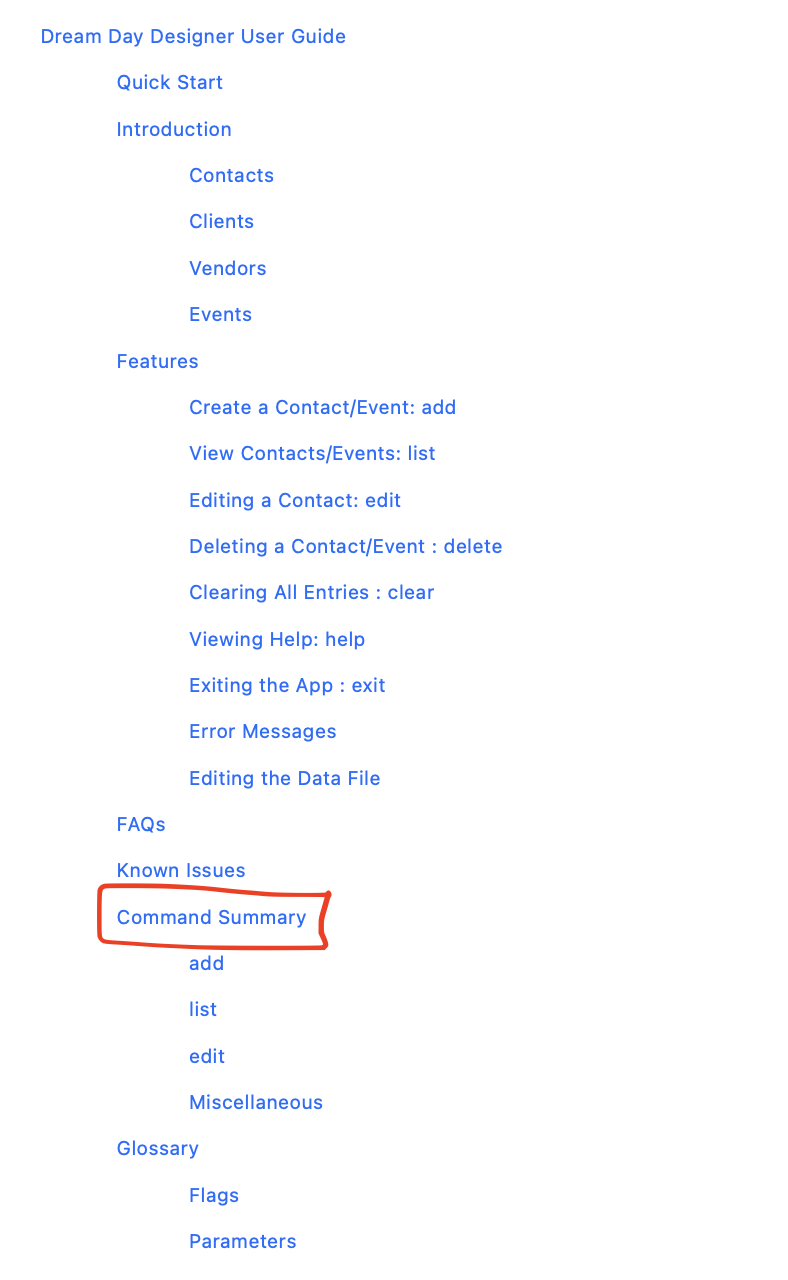 Dream Day Designer User Guide
Quick Start
Introduction
Contacts
Clients
Vendors
Events
Features
Create a Contact/Event: add
View Contacts/Events: list
Editing a Contact: edit
Deleting a Contact/Event : delete
Clearing All Entries : clear
Viewing Help: help
Exiting the App : exit
Error Messages
Editing the Data File
FAQs
Known Issues
Command Summary
add
list
edit
Miscellaneous
Glossary
Flags
Parameters